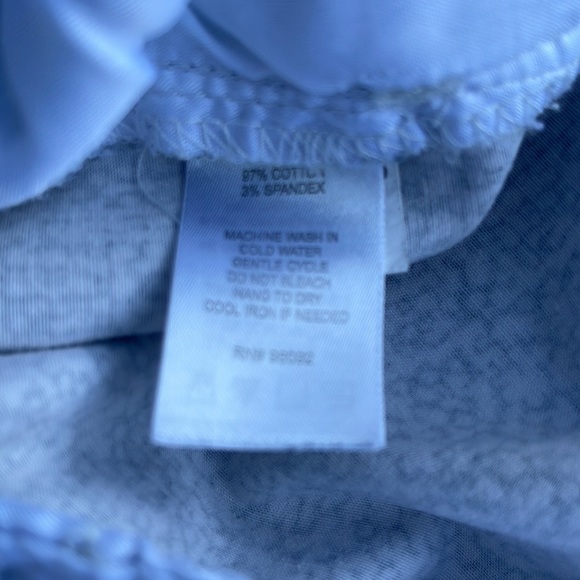 97% COTTON
3% SPANDEX
MACHINE WASH IN
COLD WATER
GENTLE CYCLE
DO NOT BLEACH
HANG TO DRY
COOL IRON IF NEEDED
RN#